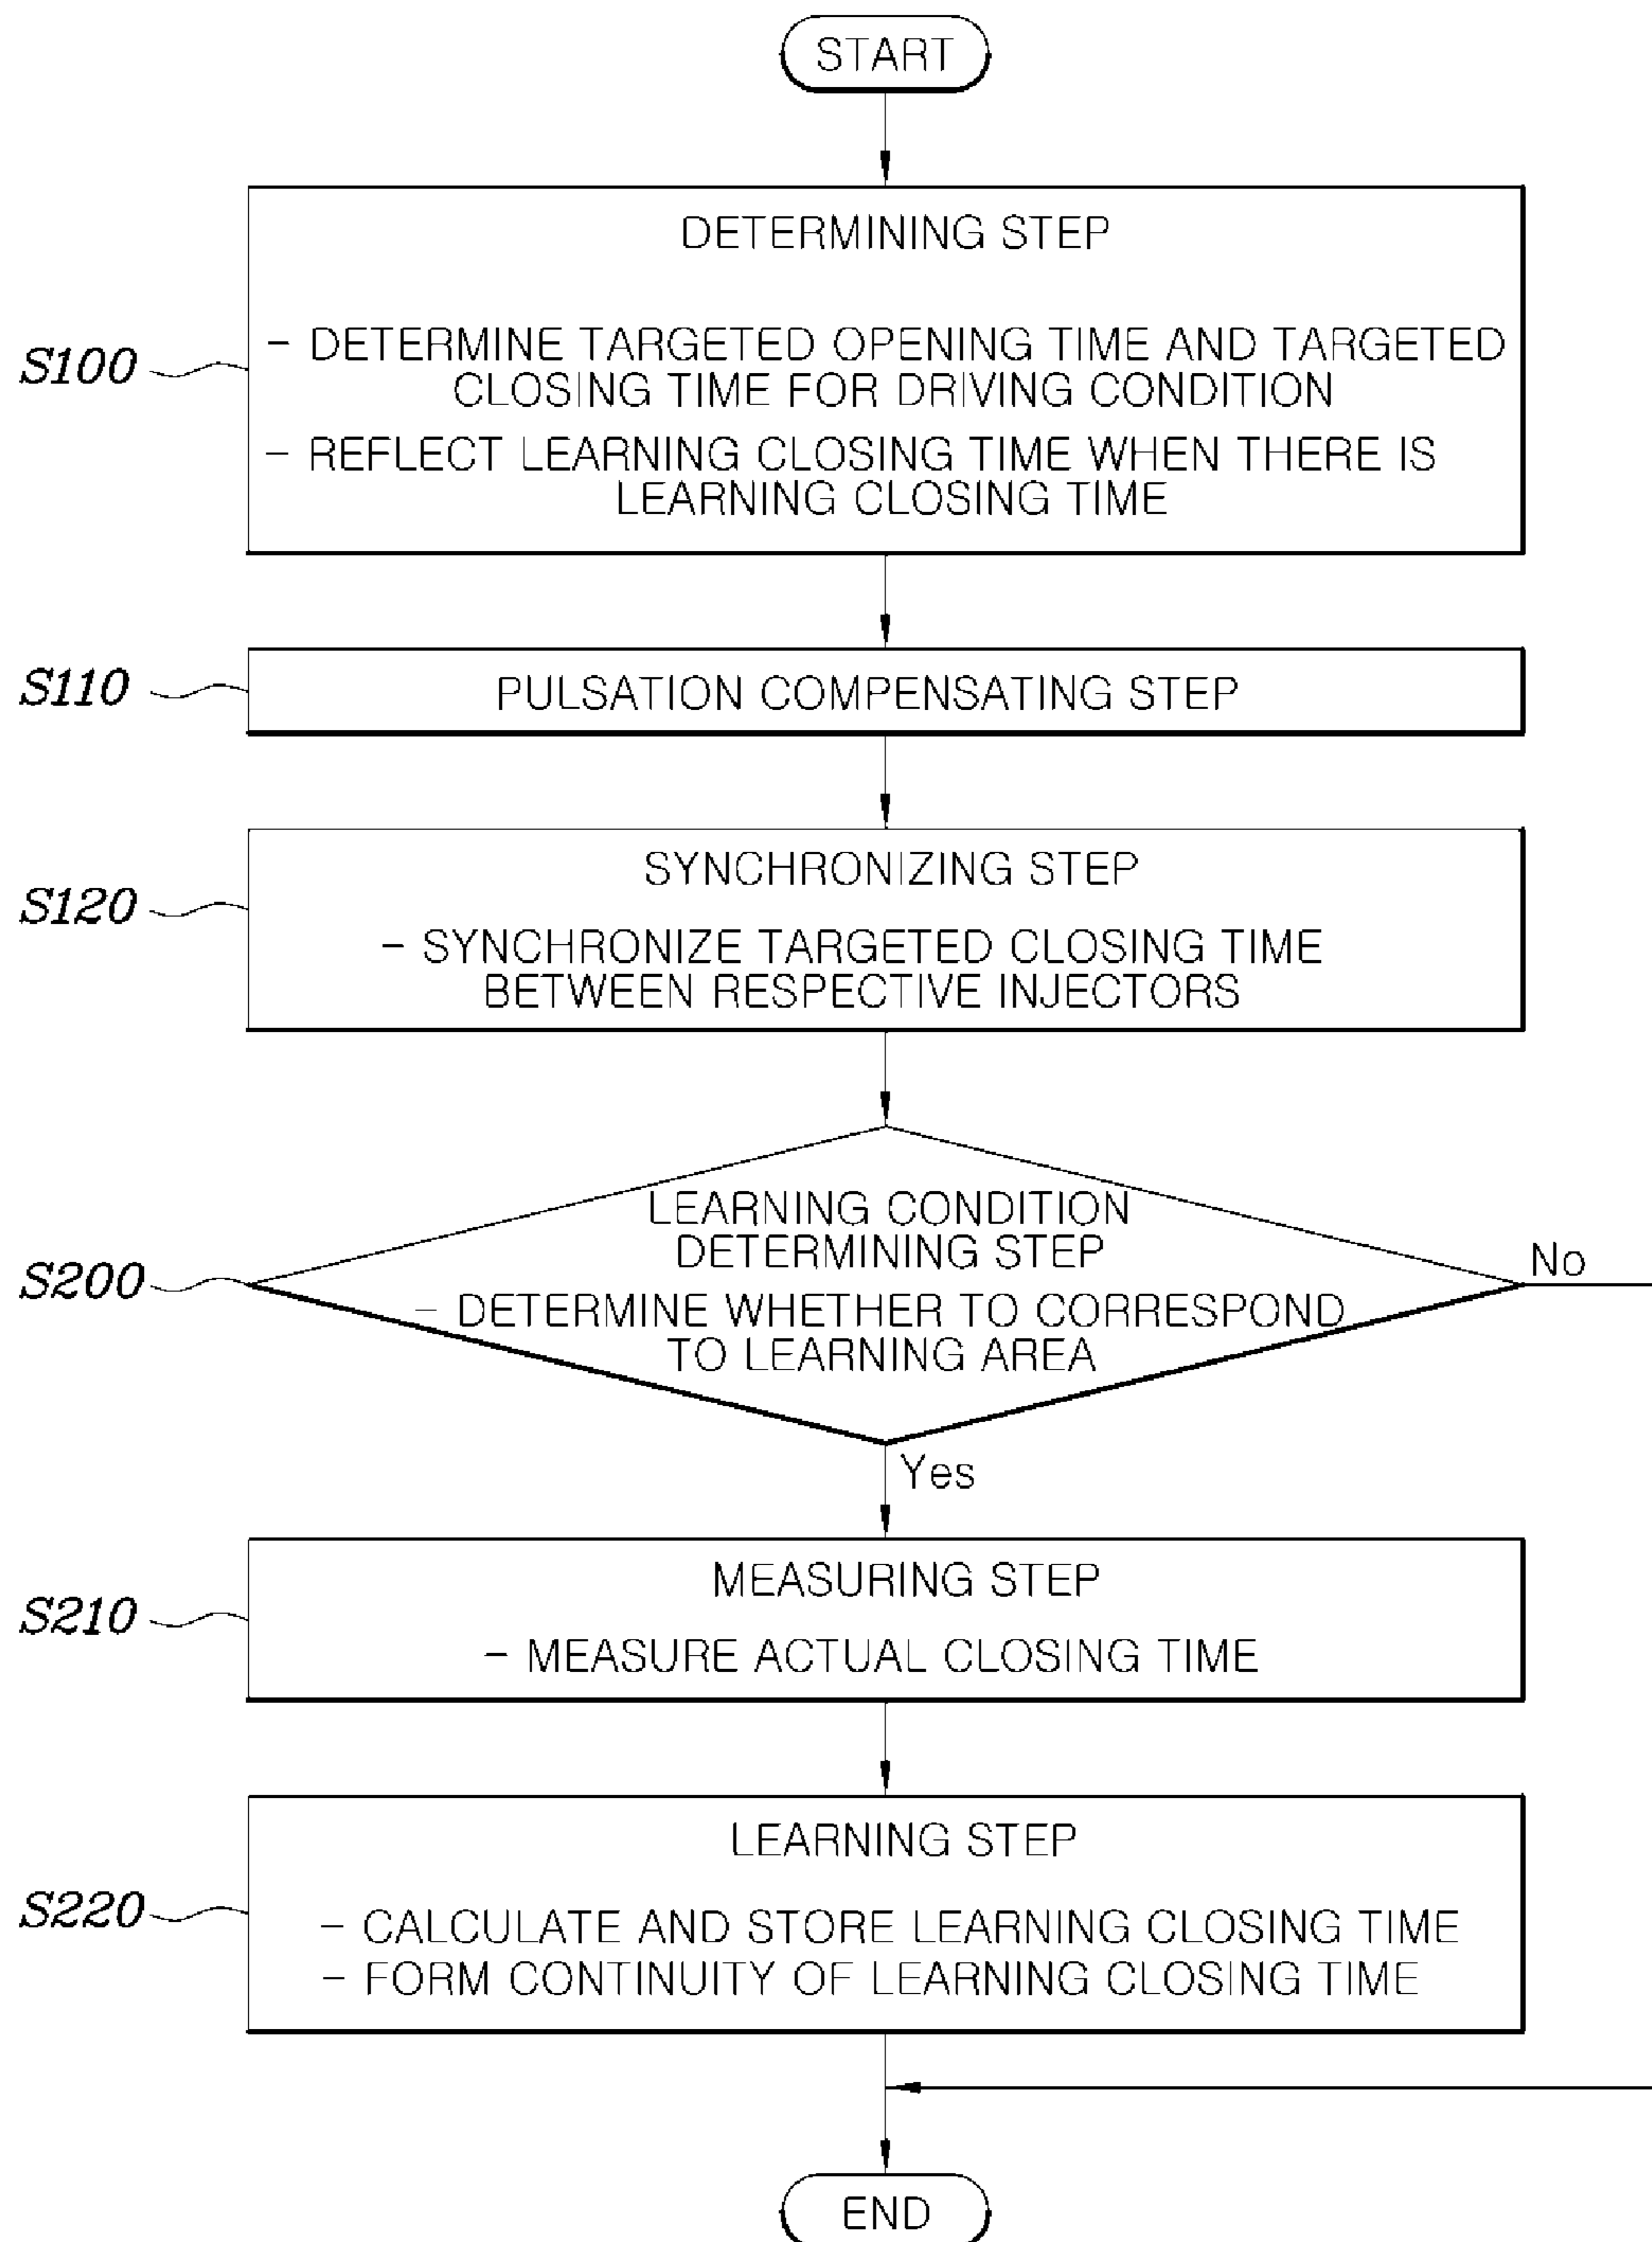 START
DETERMINING STEP
- DETERMINE TARGETED OPENING TIME AND TARGETED
CLOSING TIME FOR DRIVING CONDITION
- REFLECT LEARNING CLOSING TIME WHEN THERE IS
LEARNING CLOSING TIME
S100
S110
PULSATION COMPENSATING STEP
SYNCHRONIZING STEP
S120
- SYNCHRONIZE TARGETED CLOSING TIME
BETWEEN RESPECTIVE INJECTORS
LEARNING CONDITION
DETERMINING STEP
S200
- DETERMINE WHETHER TO CORRESPOND
TO LEARNING AREA
No
Yes
MEASURING STEP
S210
- MEASURE ACTUAL CLOSING TIME
LEARNING STEP
S220
- CALCULATE AND STORE LEARNING CLOSING TIME
- FORM CONTINUITY OF LEARNING CLOSING TIME
END